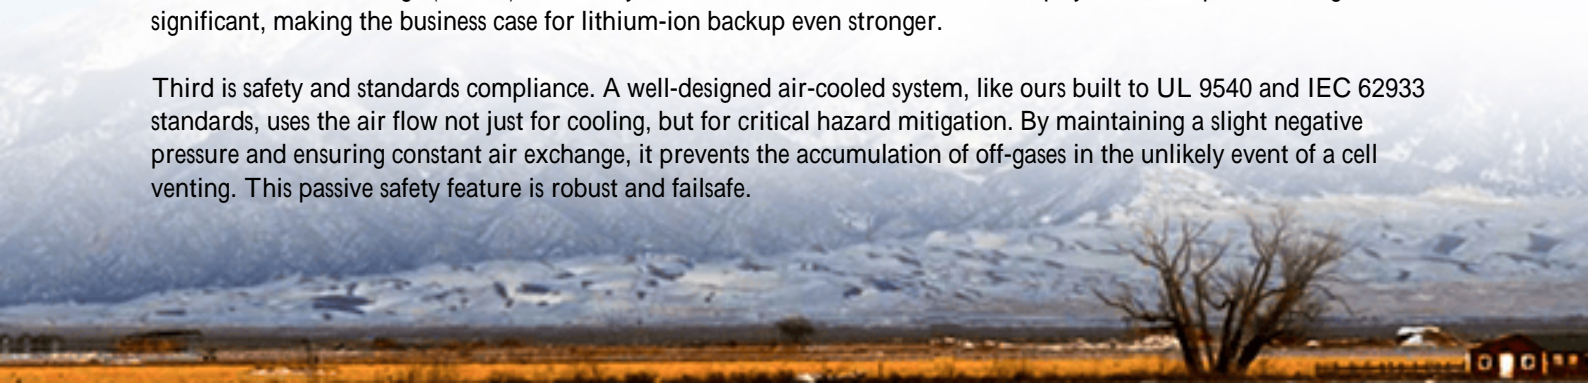 significant, making the business case for lithium-ion backup even stronger.
Third is safety and standards compliance. A well-designed air-cooled system, like ours built to UL 9540 and IEC 62933
standards, uses the air flow not just for cooling, but for critical hazard mitigation. By maintaining a slight negative
pressure and ensuring constant air exchange, it prevents the accumulation of off-gases in the unlikely event of a cell
venting. This passive safety feature is robust and failsafe.